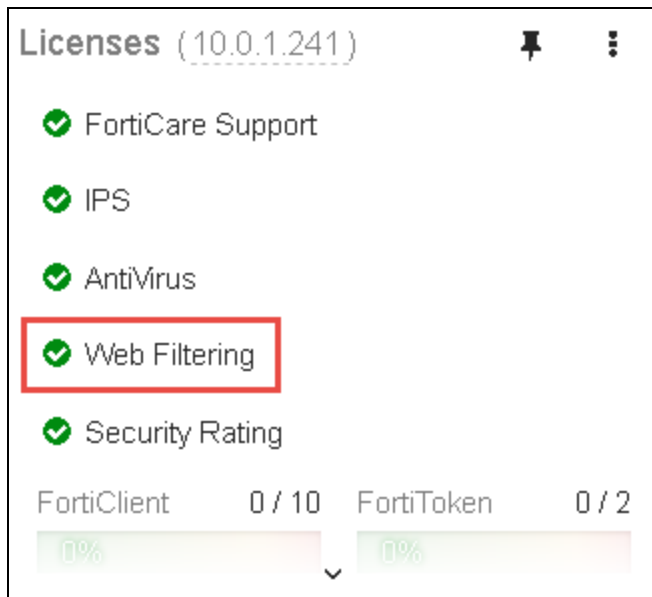 Licenses (10.0.1.241)
FortiCare Support
IPS
AntiVirus
Web Filtering
Security Rating
FortiClient 0 / 10 FortiToken 0 / 2
0% 0%